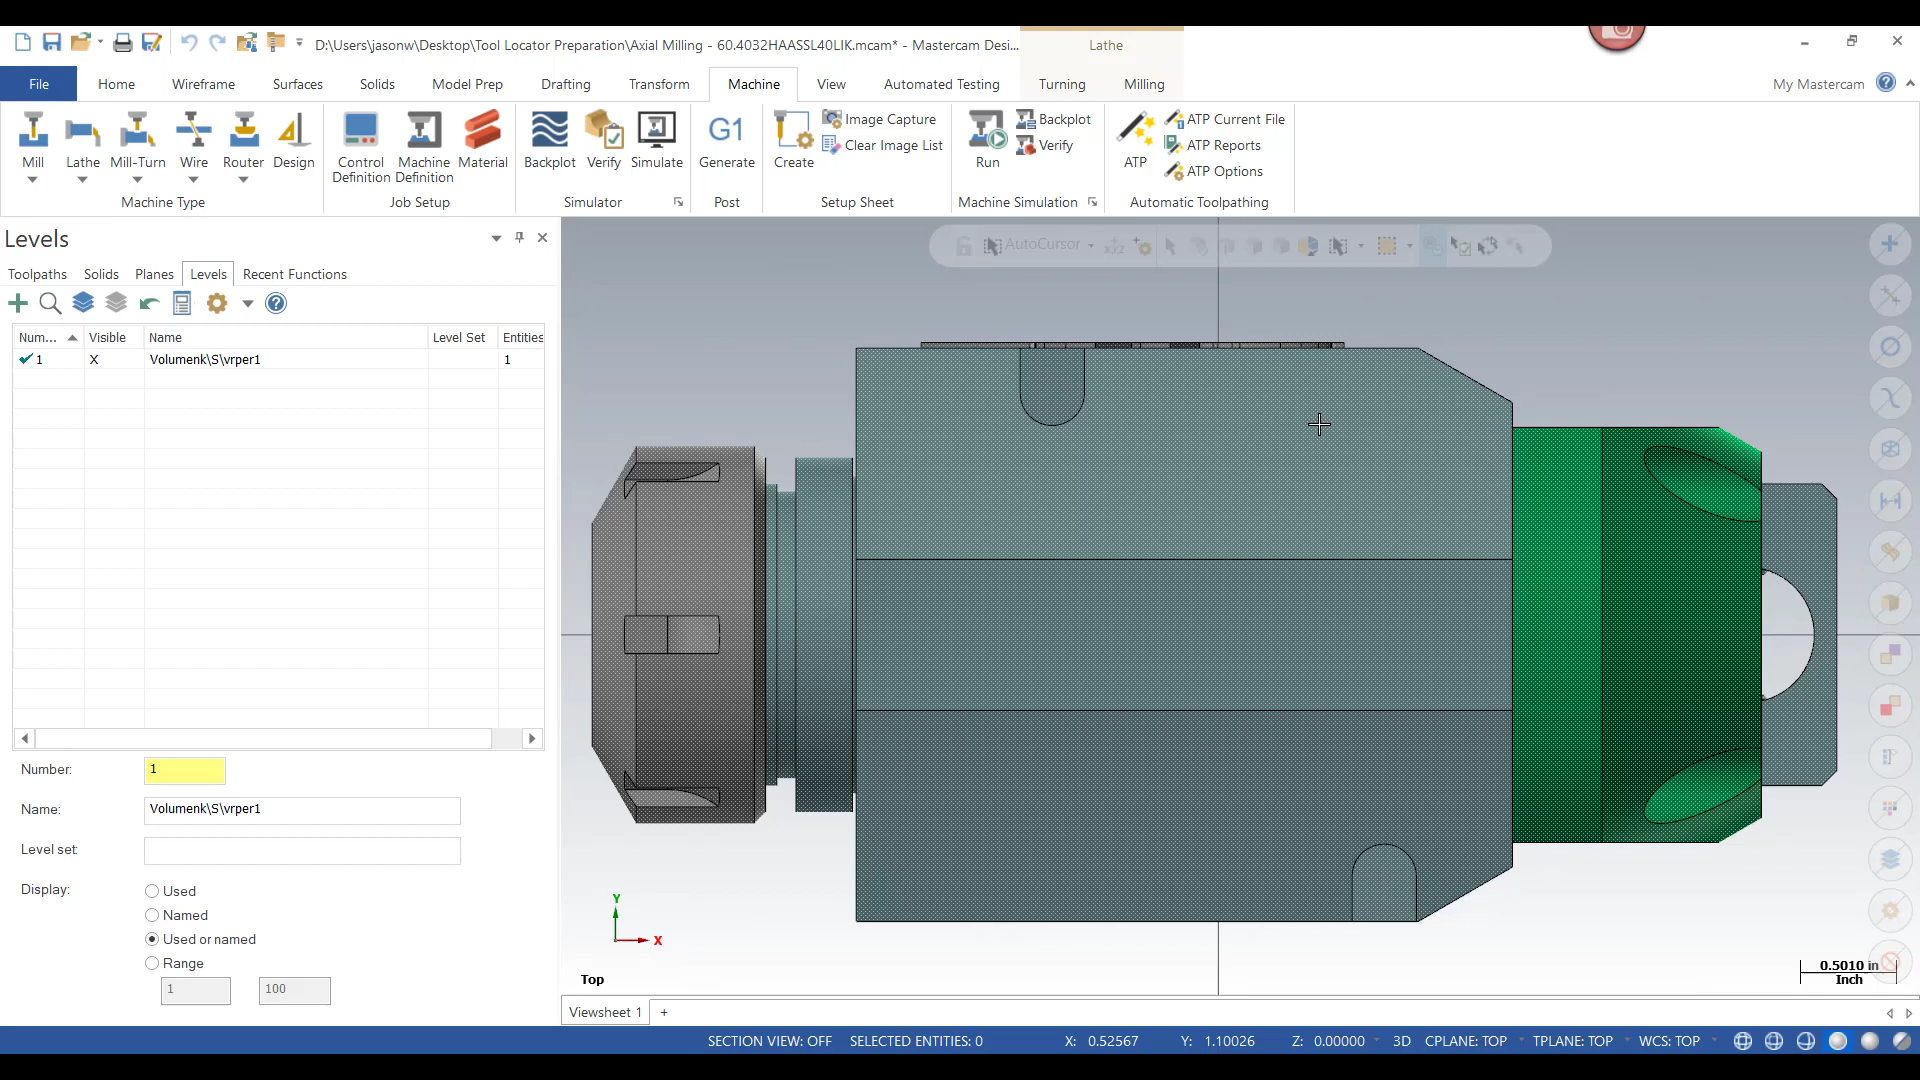 D:\Users\jasonw\Desktop\Tool Locator Preparation\Axial Milling - 60.4032HAASSL40LIK.mcam* - Mastercam Desi...
Lathe
File
Home
Wireframe
Surfaces
Solids
Model Prep
Drafting
Transform
Machine
View
Automated Testing
Turning
Milling
My Mastercam
Mill
Lathe
Mill-Turn
Wire
Router
Design
Machine Type
Control Definition
Machine Definition
Material
Job Setup
Backplot
Verify
Simulate
Simulator
G1
Generate
Post
Create
Image Capture
Clear Image List
Setup Sheet
Run
Backplot
Verify
Machine Simulation
ATP
ATP Current File
ATP Reports
ATP Options
Automatic Toolpathing
Levels
Toolpaths
Solids
Planes
Levels
Recent Functions
Num...
Visible
Name
Level Set
Entities
1 X Volumenk\S\vrper1 1
Number: 1
Name: Volumenk\S\vrper1
Level set:
Display:
Used
Named
Used or named
Range
1 100
AutoCursor
Y
X
Top
0.5010 in
Inch
Viewsheet 1 +
SECTION VIEW: OFF SELECTED ENTITIES: 0 X: 0.52567 Y: 1.10026 Z: 0.00000 3D CPLANE: TOP TPLANE: TOP WCS: TOP